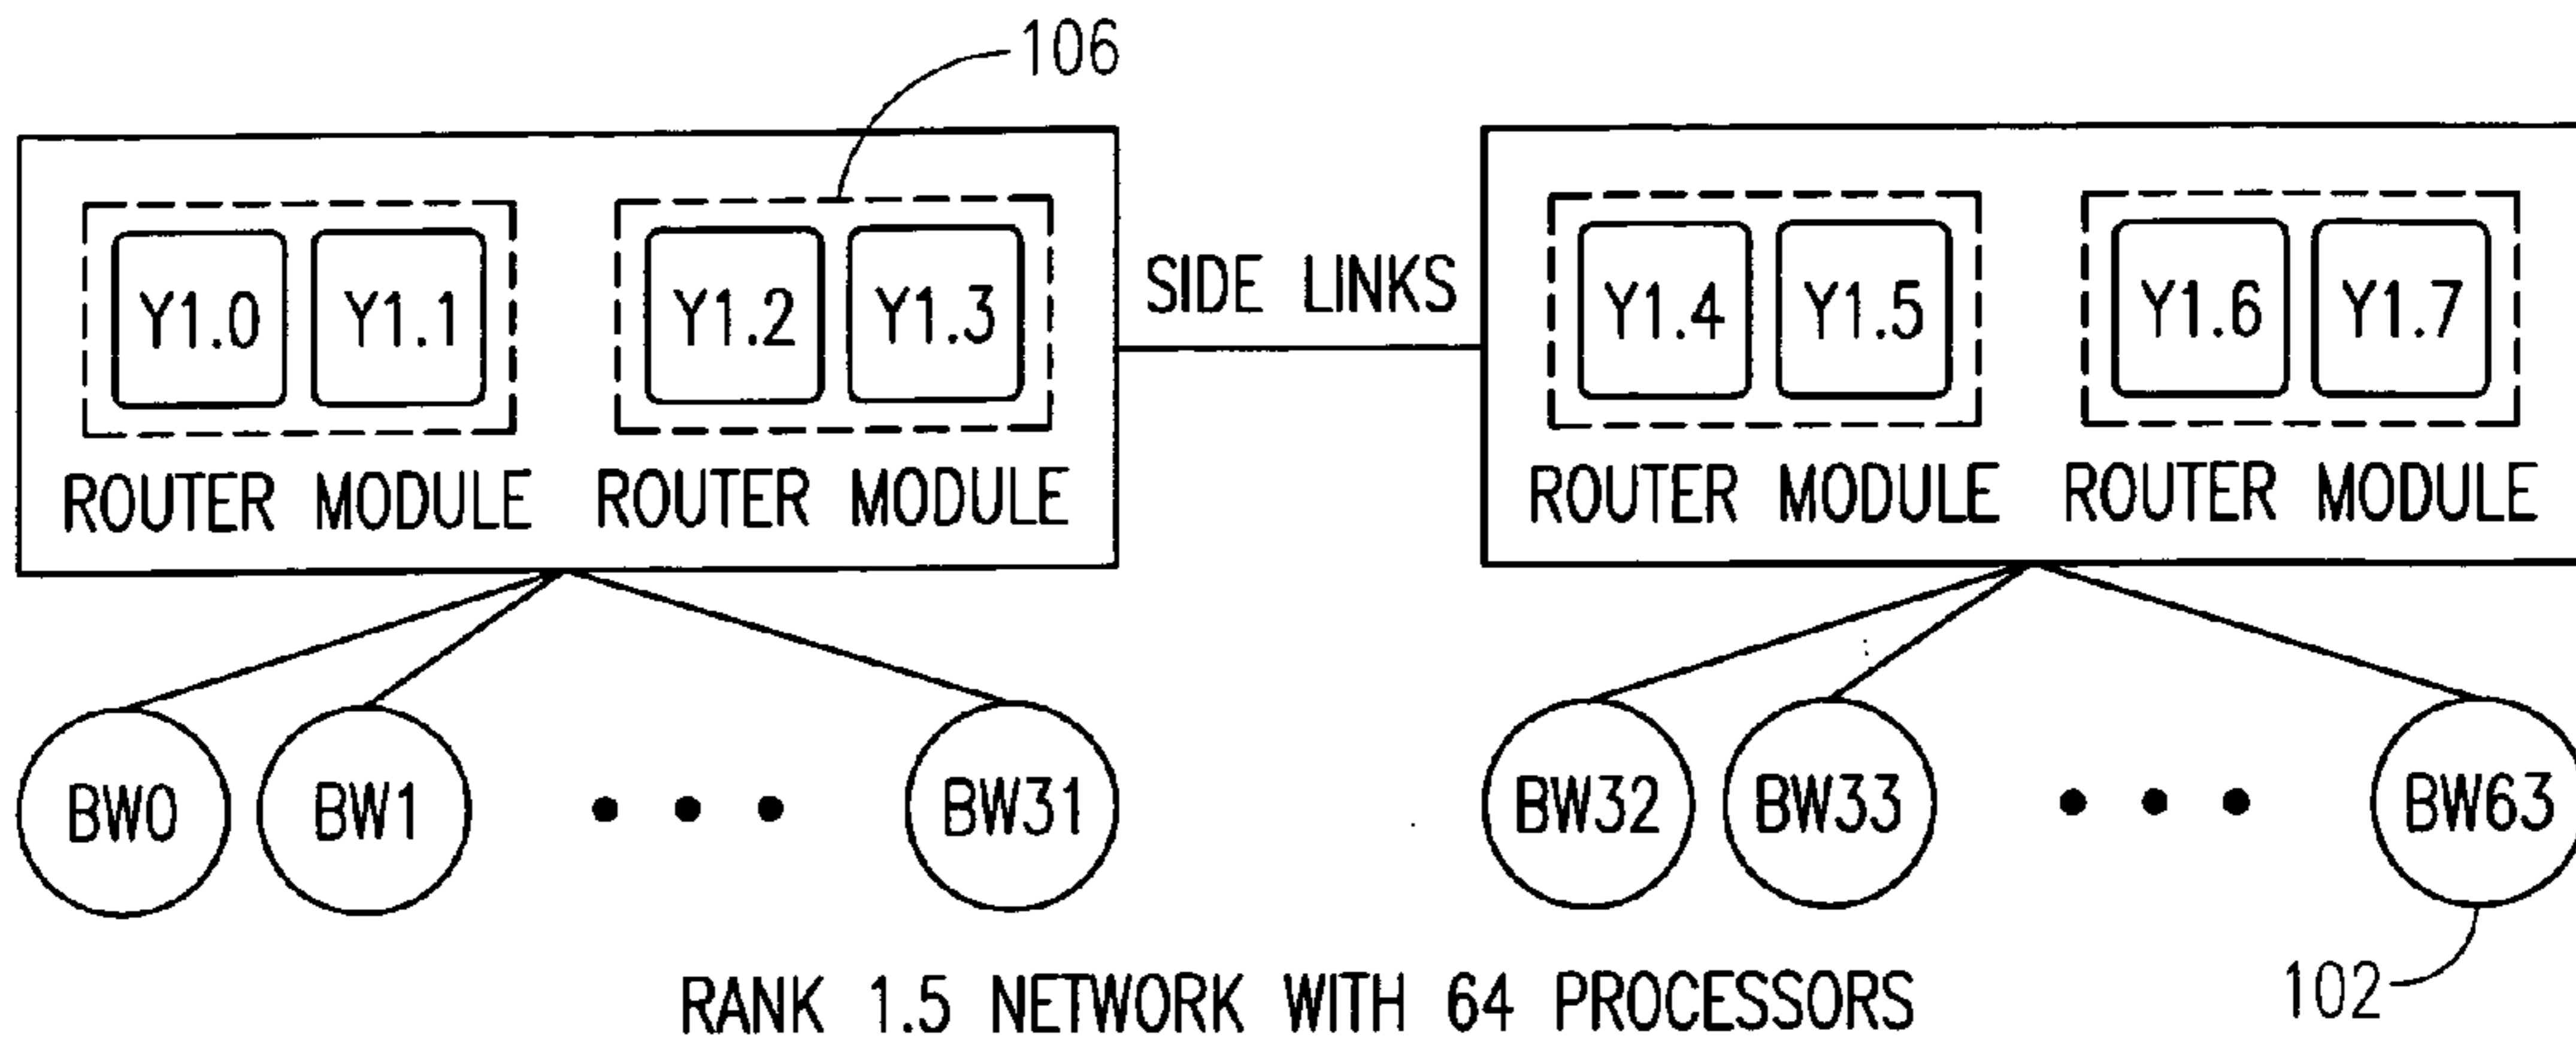 106
Y1.0 Y1.1 Y1.2 Y1.3 SIDE LINKS Y1.4 Y1.5 Y1.6 Y1.7
ROUTER MODULE ROUTER MODULE ROUTER MODULE ROUTER MODULE
BW0 BW1 BW31 BW32 BW33 BW63
102
RANK 1.5 NETWORK WITH 64 PROCESSORS